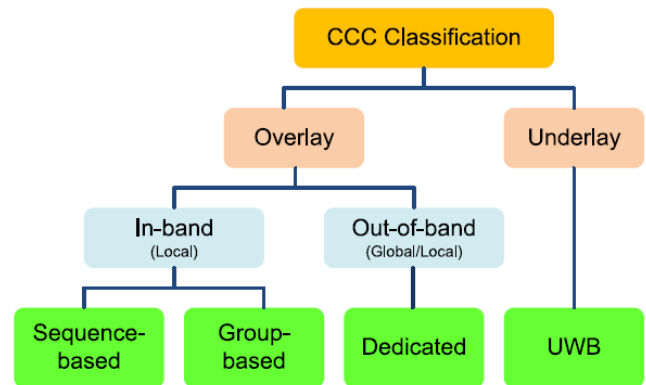 CCC Classification
Overlay
Underlay
In-band
(Local)
Out-of-band
(Global/Local)
Sequence-
based
Group-
based
Dedicated
UWB